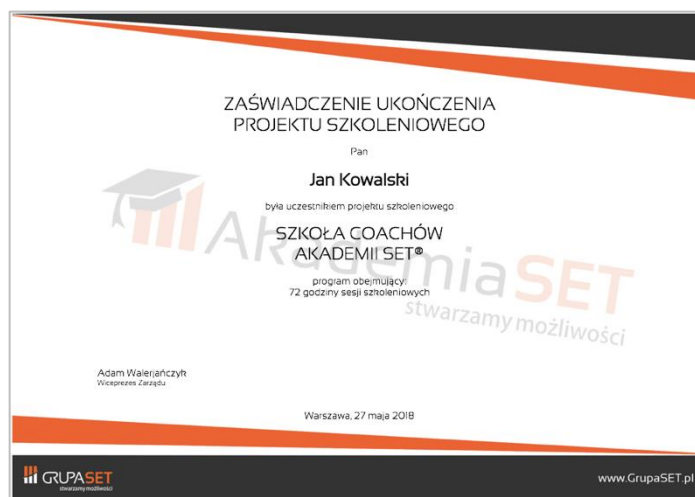 ZAŚWIADCZENIE UKOŃCZENIA
PROJEKTU SZKOLENIOWEGO
Pan
Jan Kowalski
była uczestnikiem projektu szkoleniowego
SZKOŁA COACHÓW
AKADEMII SET®
program obejmujący:
72 godziny sesji szkoleniowych
AkademiaSET
stwarzamy możliwości
Adam Walerjańczyk
Wiceprezes Zarządu
Warszawa, 27 maja 2018
GRUPASET
stwarzamy możliwości
www.GrupaSET.pl